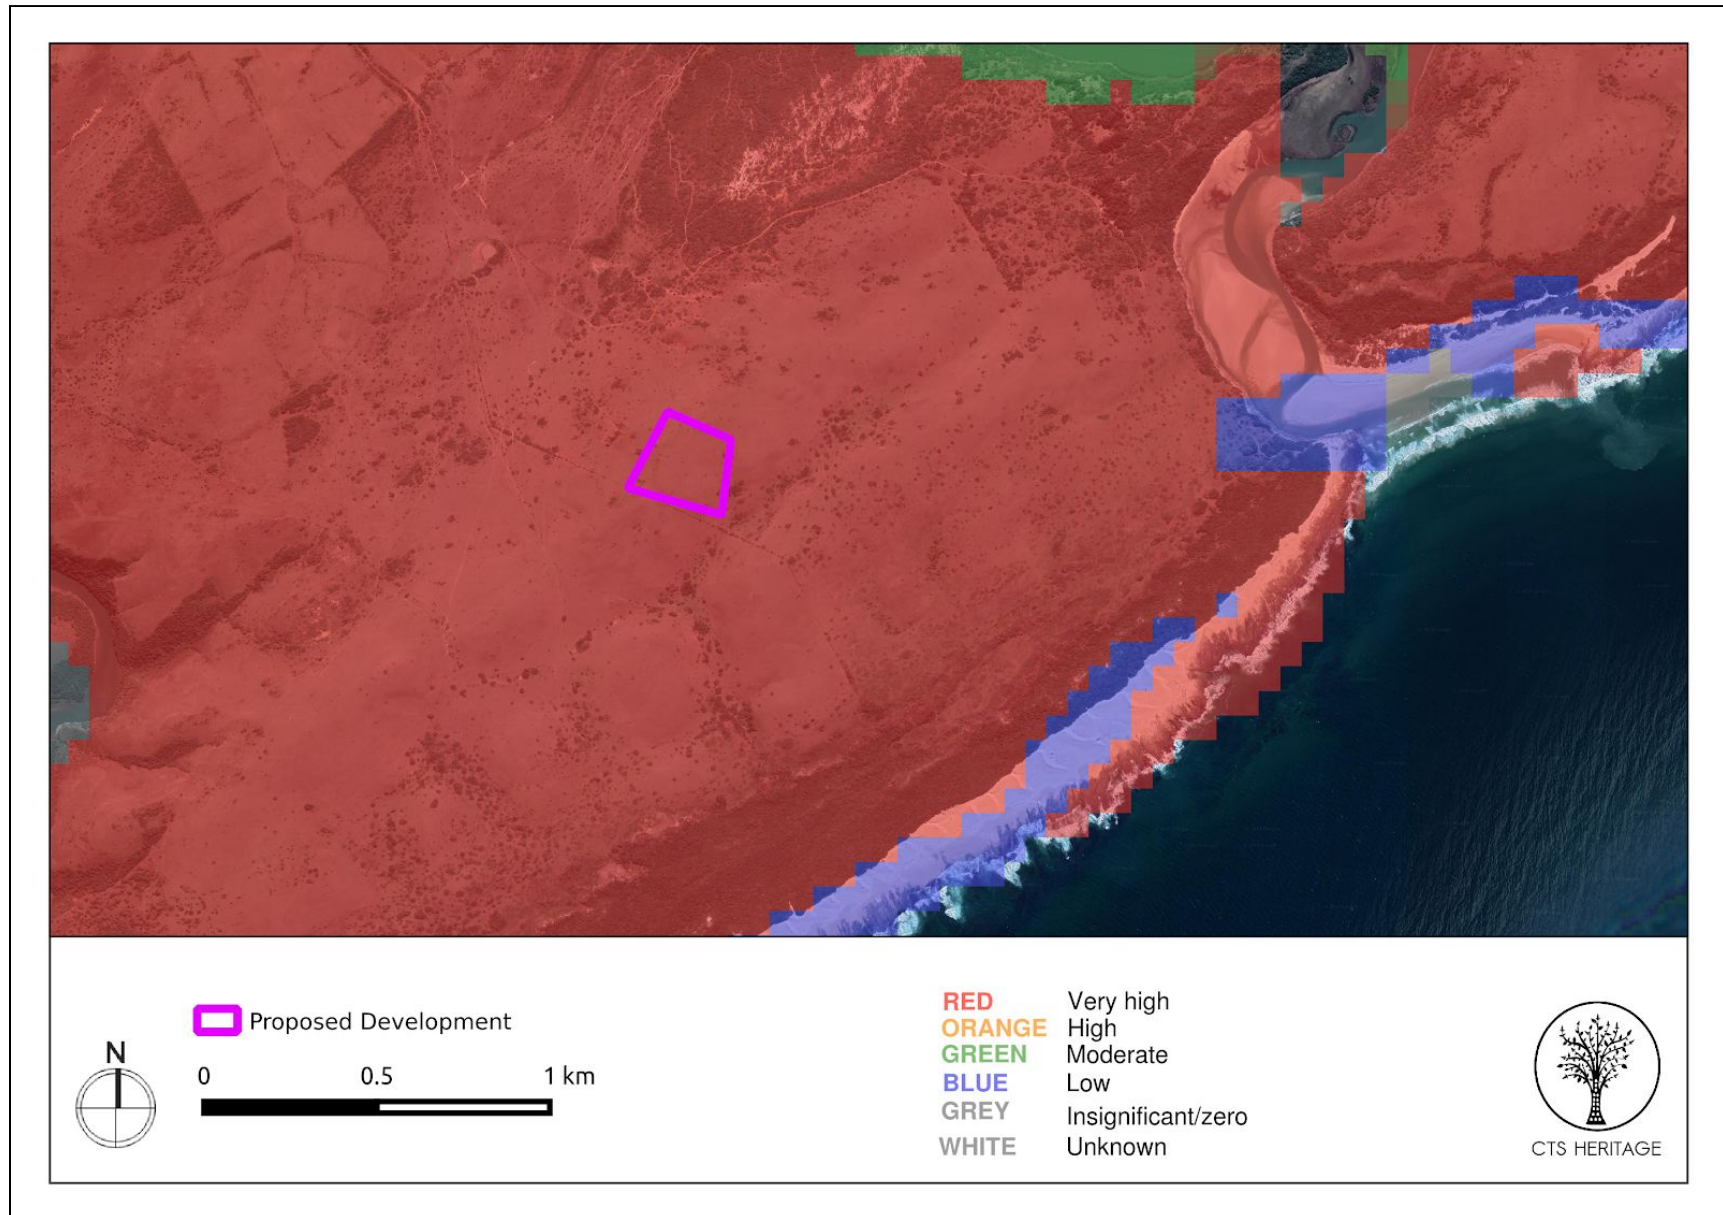 Proposed Development
N
0 0.5 1 km
RED Very high
ORANGE High
GREEN Moderate
BLUE Low
GREY Insignificant/zero
WHITE Unknown
CTS HERITAGE